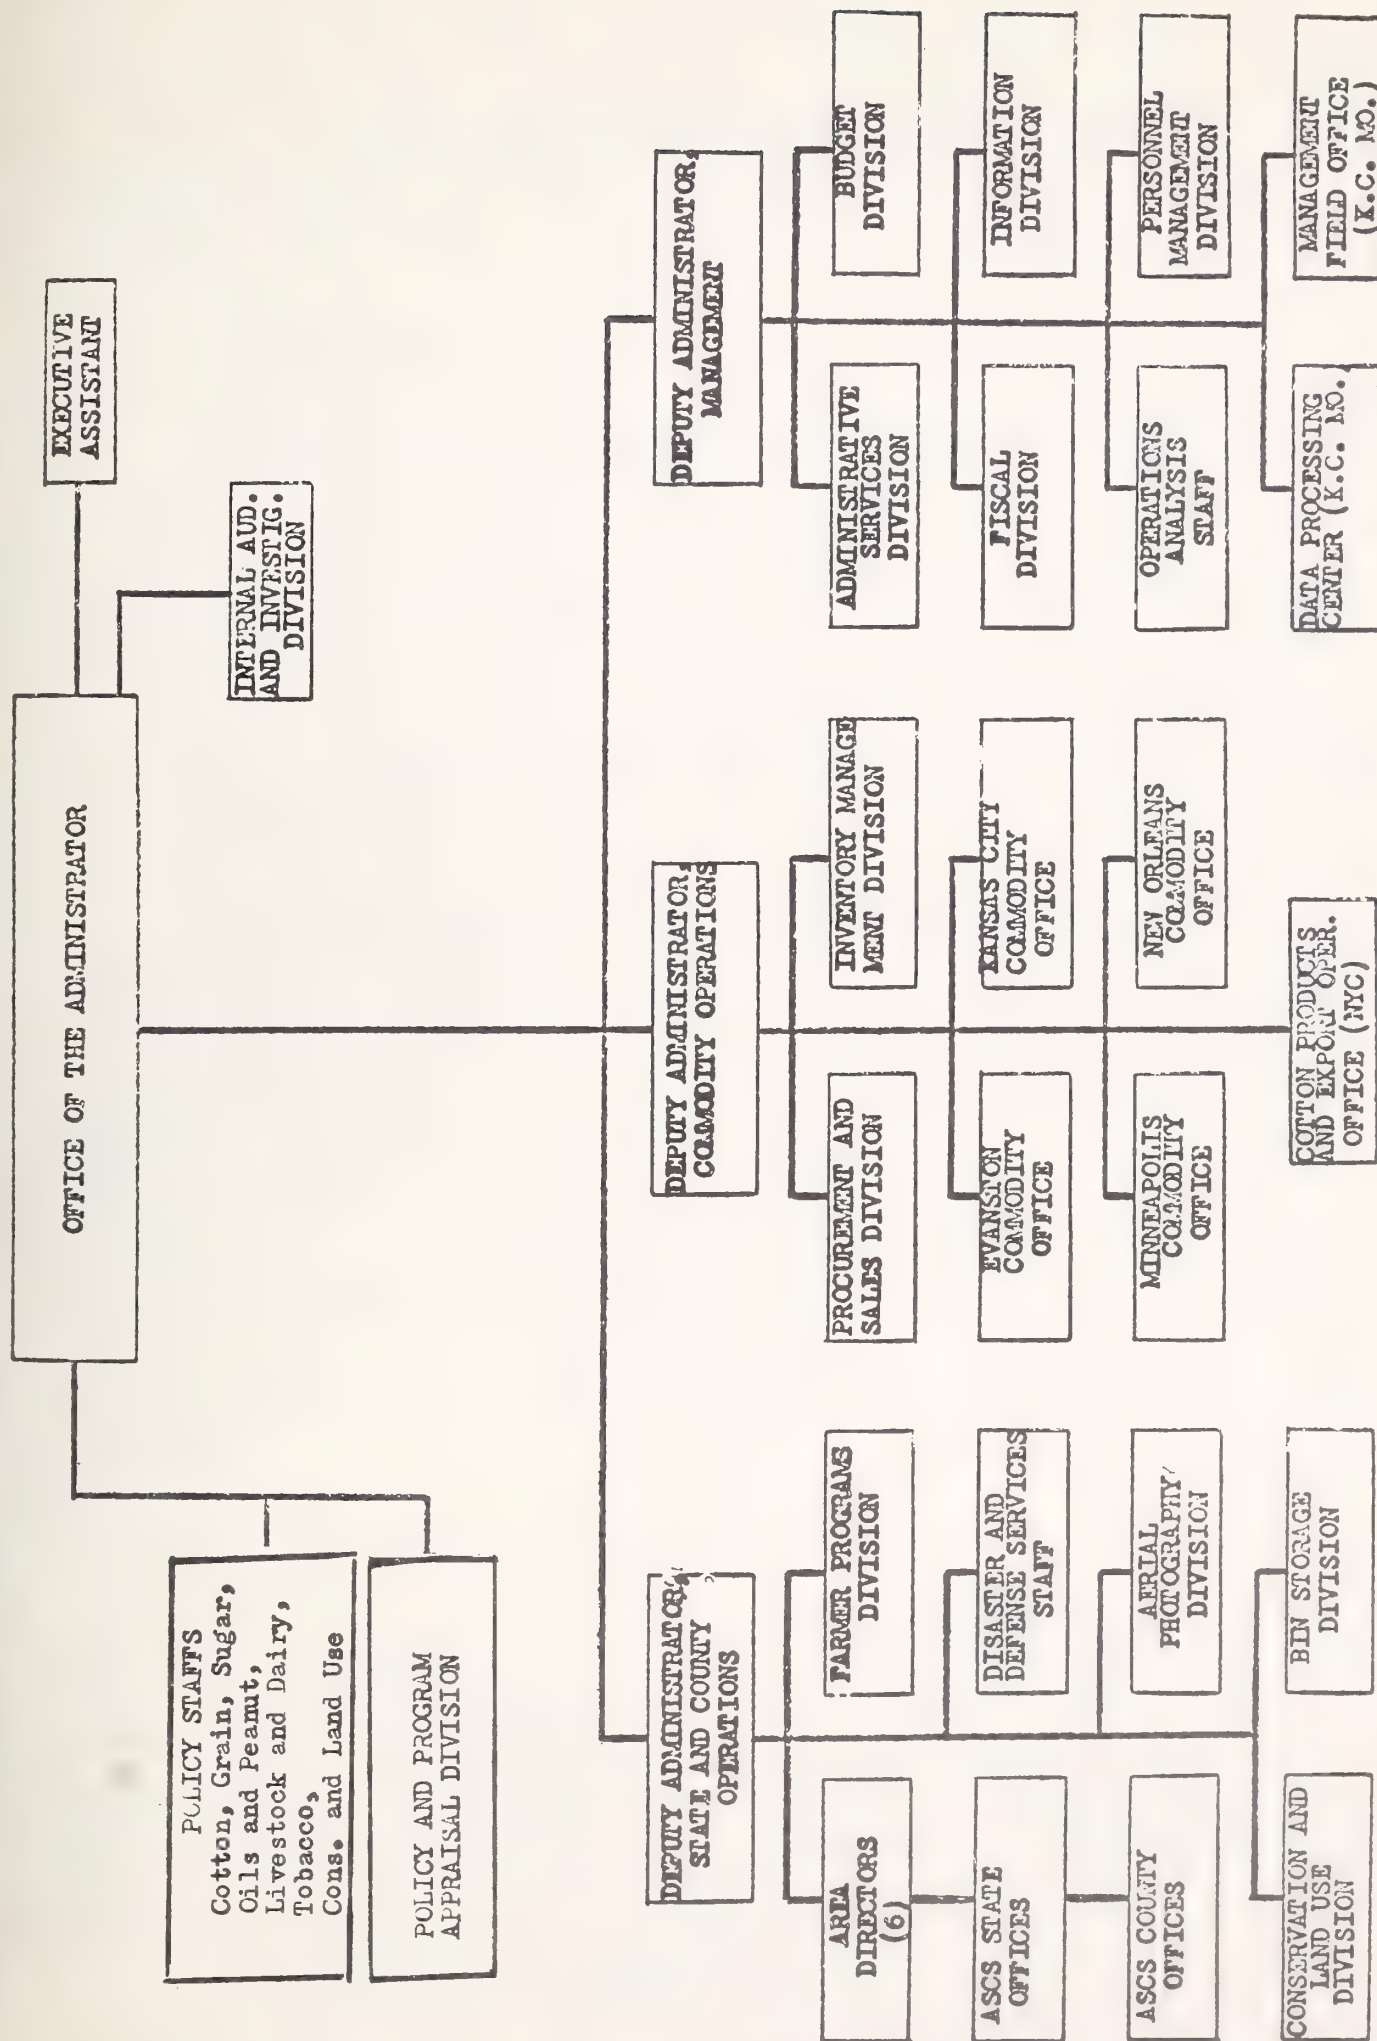 OFFICE OF THE ADMINISTRATOR
EXECUTIVE
ASSISTANT
INTERNAL AUD.
AND INVESTIG.
DIVISION
POLICY STAFFS
Cotton, Grain, Sugar,
Oils and Peanut,
Livestock and Dairy,
Tobacco,
Cons. and Land Use
POLICY AND PROGRAM
APPRAISAL DIVISION
DEPUTY ADMINISTRATOR,
STATE AND COUNTY
OPERATIONS
AREA
DIRECTORS
(6)
FARMER PROGRAMS
DIVISION
ASCS STATE
OFFICES
DISASTER AND
DEFENSE SERVICES
STAFF
ASCS COUNTY
OFFICES
AERIAL
PHOTOGRAPHY
DIVISION
CONSERVATION AND
LAND USE
DIVISION
BIN STORAGE
DIVISION
DEPUTY ADMINISTRATOR,
COMMODITY OPERATIONS
PROCUREMENT AND
SALES DIVISION
INVENTORY MANAGE
MENT DIVISION
EVANSTON
COMMODITY
OFFICE
KANSAS CITY
COMMODITY
OFFICE
MINNEAPOLIS
COMMODITY
OFFICE
NEW ORLEANS
COMMODITY
OFFICE
COTTON PRODUCTS
AND EXPORT OPER.
OFFICE (NYC)
DEPUTY ADMINISTRATOR,
MANAGEMENT
ADMINISTRATIVE
SERVICES
DIVISION
BUDGET
DIVISION
FISCAL
DIVISION
INFORMATION
DIVISION
OPERATIONS
ANALYSIS
STAFF
PERSONNEL
MANAGEMENT
DIVISION
DATA PROCESSING
CENTER (K.C. MO.
MANAGEMENT
FIELD OFFICE
(K.C. MO.)